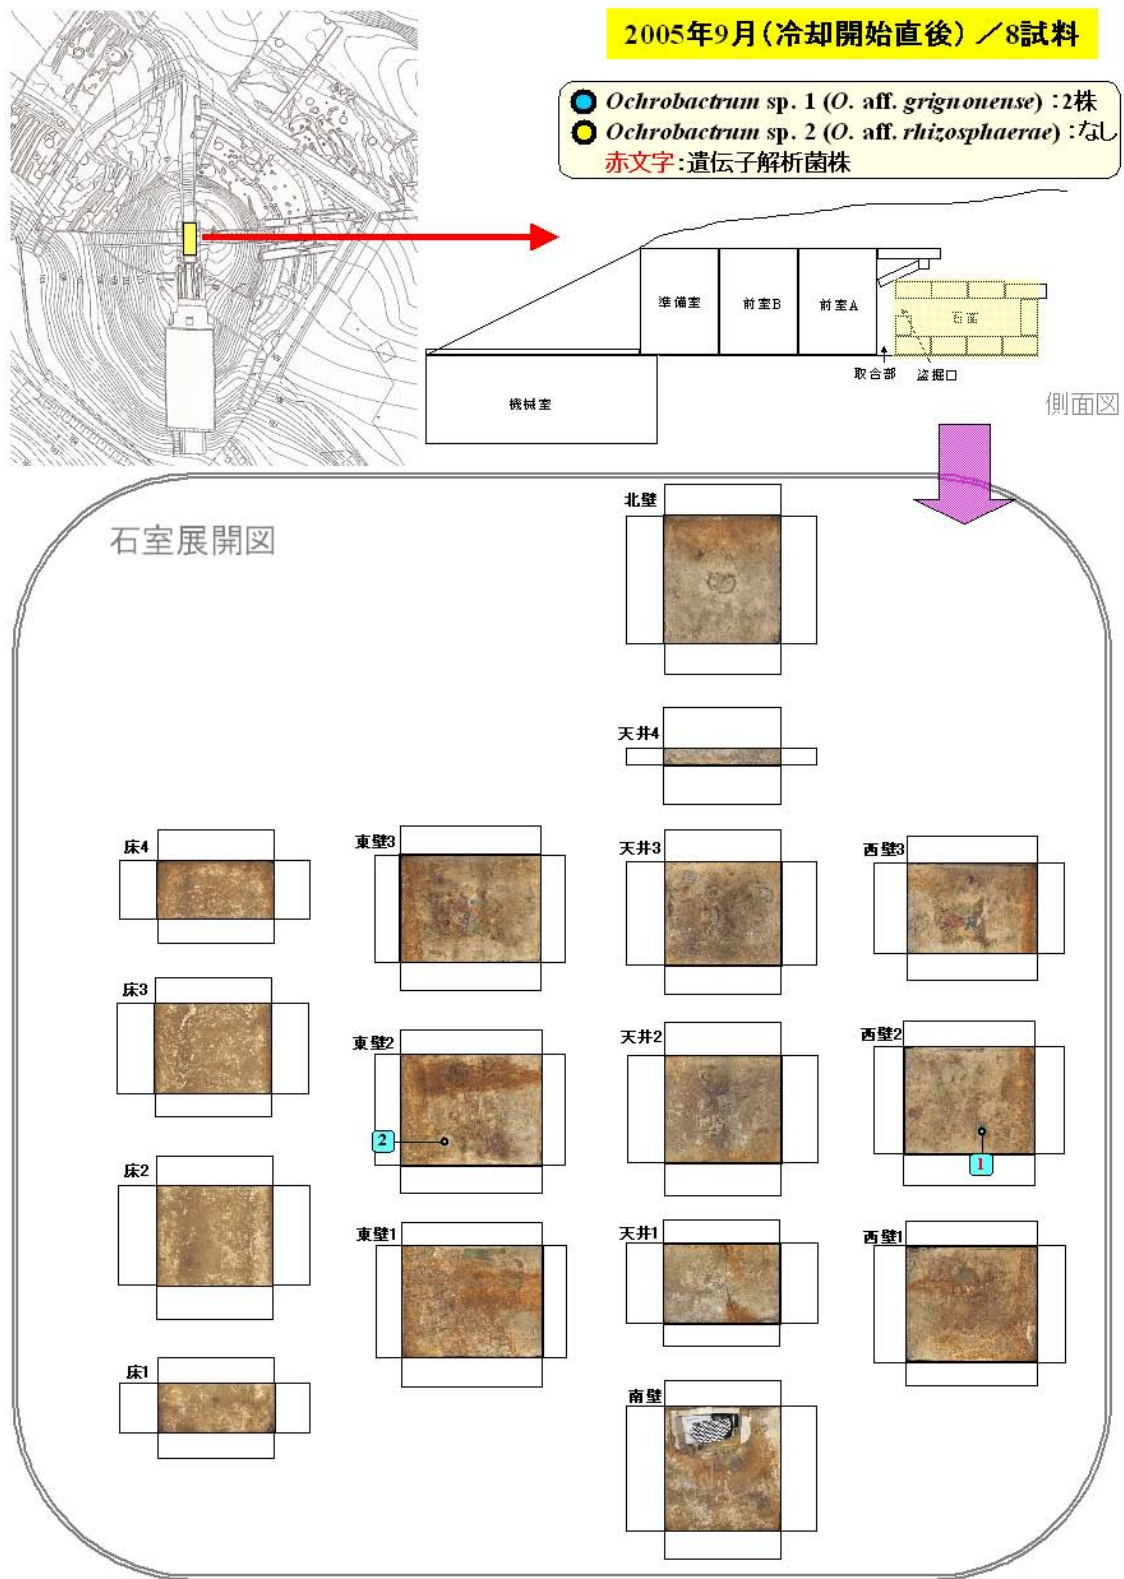 2005年9月(冷却開始直後) ／8試料
Ochrobactrum sp. 1 (O. aff. grignonense) :2株
Ochrobactrum sp. 2 (O. aff. rhizosphaerae) :なし
赤文字:遺伝子解析菌株
準備室
前室B
前室A
石室
取合部
盗掘口
機械室
側面図
石室展開図
北壁
天井4
床4
東壁3
天井3
西壁3
床3
東壁2
天井2
西壁2
2
1
床2
東壁1
天井1
西壁1
床1
南壁